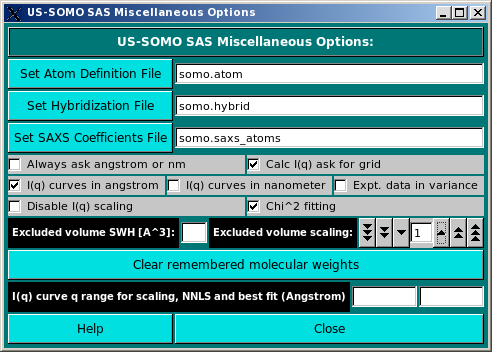 US-SOMO SAS Miscellaneous Options
US-SOMO SAS Miscellaneous Options:
Set Atom Definition File somo.atom
Set Hybridization File somo.hybrid
Set SAXS Coefficients File somo.saxs_atoms
Always ask angstrom or nm Calc I(q) ask for grid
I(q) curves in angstrom I(q) curves in nanometer Expt. data in variance
Disable I(q) scaling Chi^2 fitting
Excluded volume SWH [A^3]: Excluded volume scaling: 1
Clear remembered molecular weights
I(q) curve q range for scaling, NNLS and best fit (Angstrom)
Help Close